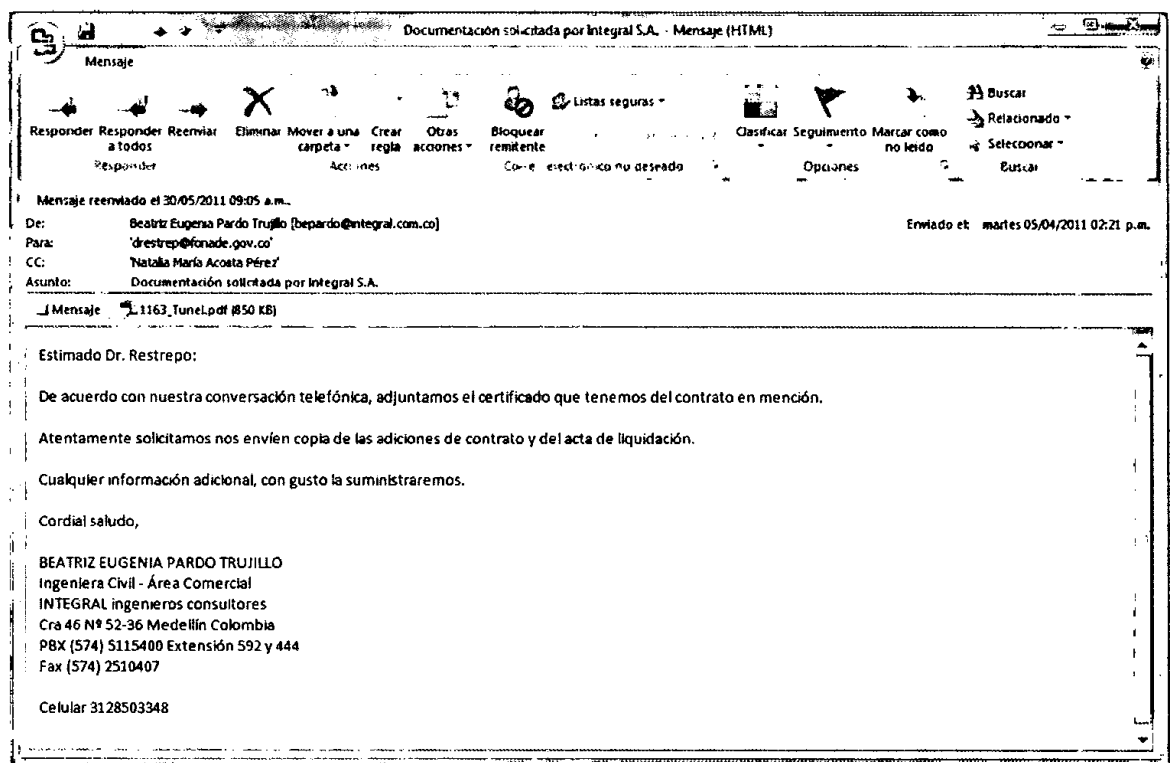 Documentación solicitada por Integral S.A. - Mensaje (HTML)
Mensaje
Responder Responder a todos Reenviar Eliminar Mover a una carpeta Crear regla Otras acciones Bloquear remitente Listas seguras Clasificar Seguimiento Marcar como no leído Buscar Relacionado Seleccionar
Responder Acciones Correo electrónico no deseado Opciones Buscar
Mensaje reenviado el 30/05/2011 09:05 a.m..
De: Beatriz Eugenia Pardo Trujillo [bepardo@integral.com.co] Enviado el: martes 05/04/2011 02:21 p.m.
Para: 'drestrep@fonade.gov.co'
CC: 'Natalia María Acosta Pérez'
Asunto: Documentación solicitada por Integral S.A.
Mensaje 1163_Tunel.pdf (850 KB)
Estimado Dr. Restrepo:
De acuerdo con nuestra conversación telefónica, adjuntamos el certificado que tenemos del contrato en mención.
Atentamente solicitamos nos envíen copia de las adiciones de contrato y del acta de liquidación.
Cualquier información adicional, con gusto la suministraremos.
Cordial saludo,
BEATRIZ EUGENIA PARDO TRUJILLO
Ingeniera Civil - Área Comercial
INTEGRAL ingenieros consultores
Cra 46 Nº 52-36 Medellín Colombia
PBX (574) 5115400 Extensión 592 y 444
Fax (574) 2510407
Celular 3128503348